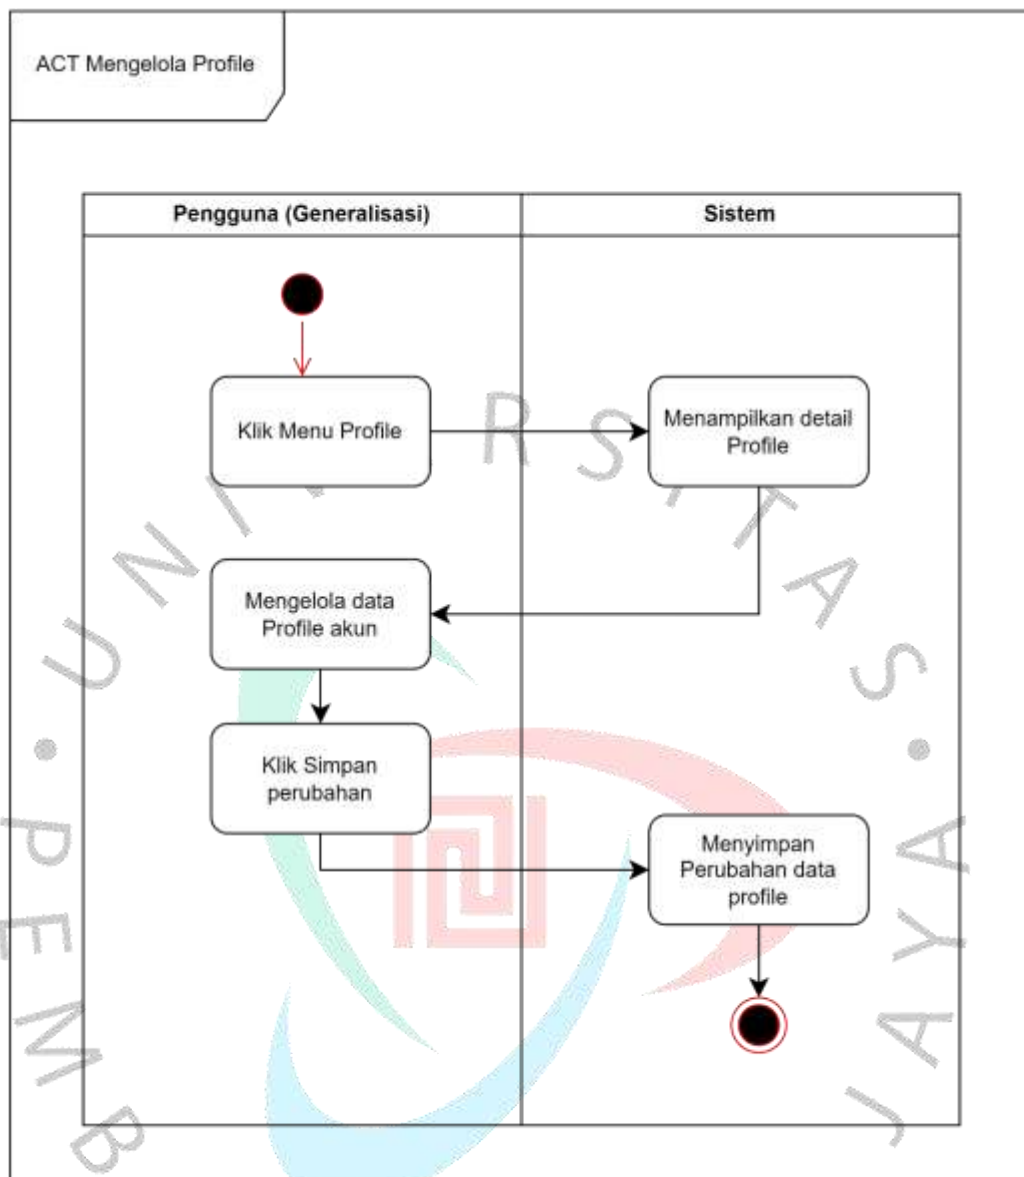 ACT Mengelola Profile
Pengguna (Generalisasi)
Sistem
Klik Menu Profile
Menampilkan detail
Profile
Mengelola data
Profile akun
Klik Simpan
perubahan
Menyimpan
Perubahan data
profile